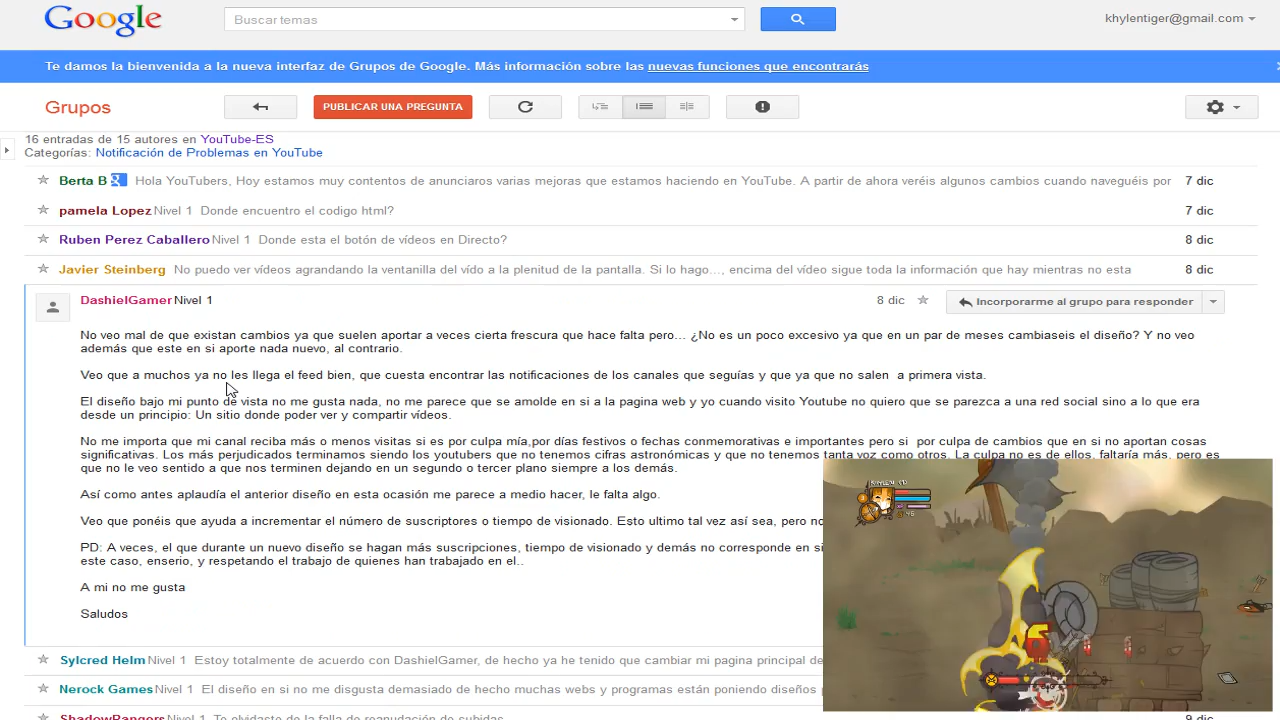 Google
Buscar temas
khylentiger@gmail.com
Te damos la bienvenida a la nueva interfaz de Grupos de Google. Más información sobre las nuevas funciones que encontrarás
Grupos
PUBLICAR UNA PREGUNTA
16 entradas de 15 autores en YouTube-ES
Categorías: Notificación de Problemas en YouTube
Berta B Hola YouTubers, Hoy estamos muy contentos de anunciaros varias mejoras que estamos haciendo en YouTube. A partir de ahora veréis algunos cambios cuando naveguéis por 7 dic
pamela Lopez Nivel 1 Donde encuentro el codigo html? 7 dic
Ruben Perez Caballero Nivel 1 Donde esta el botón de vídeos en Directo? 8 dic
Javier Steinberg No puedo ver vídeos agrandando la ventanilla del vído a la plenitud de la pantalla. Si lo hago..., encima del vídeo sigue toda la información que hay mientras no esta 8 dic
DashielGamer Nivel 1 8 dic Incorporarme al grupo para responder
No veo mal de que existan cambios ya que suelen aportar a veces cierta frescura que hace falta pero... ¿No es un poco excesivo ya que en un par de meses cambiaseis el diseño? Y no veo
además que este en si aporte nada nuevo, al contrario.
Veo que a muchos ya no les llega el feed bien, que cuesta encontrar las notificaciones de los canales que seguías y que ya que no salen a primera vista.
El diseño bajo mi punto de vista no me gusta nada, no me parece que se amolde en si a la pagina web y yo cuando visito Youtube no quiero que se parezca a una red social sino a lo que era
desde un principio: Un sitio donde poder ver y compartir vídeos.
No me importa que mi canal reciba más o menos visitas si es por culpa mía,por días festivos o fechas conmemorativas e importantes pero si por culpa de cambios que en si no aportan cosas
significativas. Los más perjudicados terminamos siendo los youtubers que no tenemos cifras astronómicas y que no tenemos tanta voz como otros. La culpa no es de ellos, faltaría más, pero es
que no le veo sentido a que nos terminen dejando en un segundo o tercer plano siempre a los demás.
Así como antes aplaudía el anterior diseño en esta ocasión me parece a medio hacer, le falta algo.
Veo que ponéis que ayuda a incrementar el número de suscriptores o tiempo de visionado. Esto ultimo tal vez así sea, pero no
PD: A veces, el que durante un nuevo diseño se hagan más suscripciones, tiempo de visionado y demás no corresponde en si
este caso, enserio, y respetando el trabajo de quienes han trabajado en el..
A mi no me gusta
Saludos
Sylcred Helm Nivel 1 Estoy totalmente de acuerdo con DashielGamer, de hecho ya he tenido que cambiar mi pagina principal de
Nerock Games Nivel 1 El diseño en si no me disgusta demasiado de hecho muchas webs y programas están poniendo diseños
ShadowRangers Nivel 1 Te olvidaste de la falla de reanudación de subidas. 9 dic